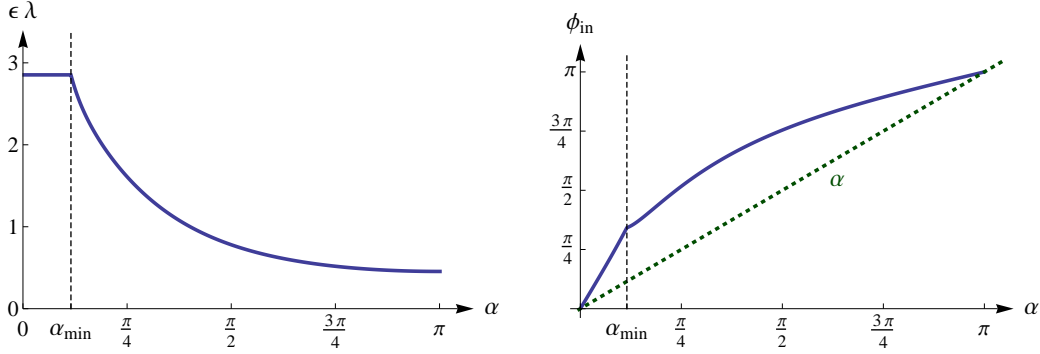 ϵ λ
3
2
1
0
0 α_min π/4 π/2 3π/4 π α
ϕ_in
π
3π/4
π/2
π/4
α
α_min π/4 π/2 3π/4 π α